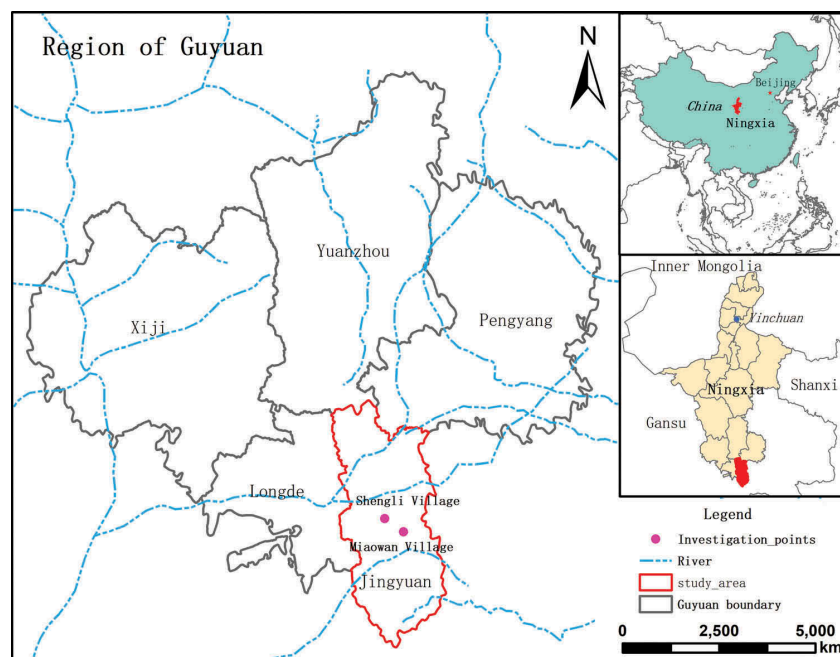 Region of Guyuan
N
Yuanzhou
Xiji
Pengyang
Longde
Shengli Village
Miaowan Village
Jingyuan
Beijing
China
Ningxia
Inner Mongolia
Yinchuan
Ningxia
Shanxi
Gansu
Legend
Investigation_points
River
study_area
Guyuan boundary
0 2,500 5,000
km